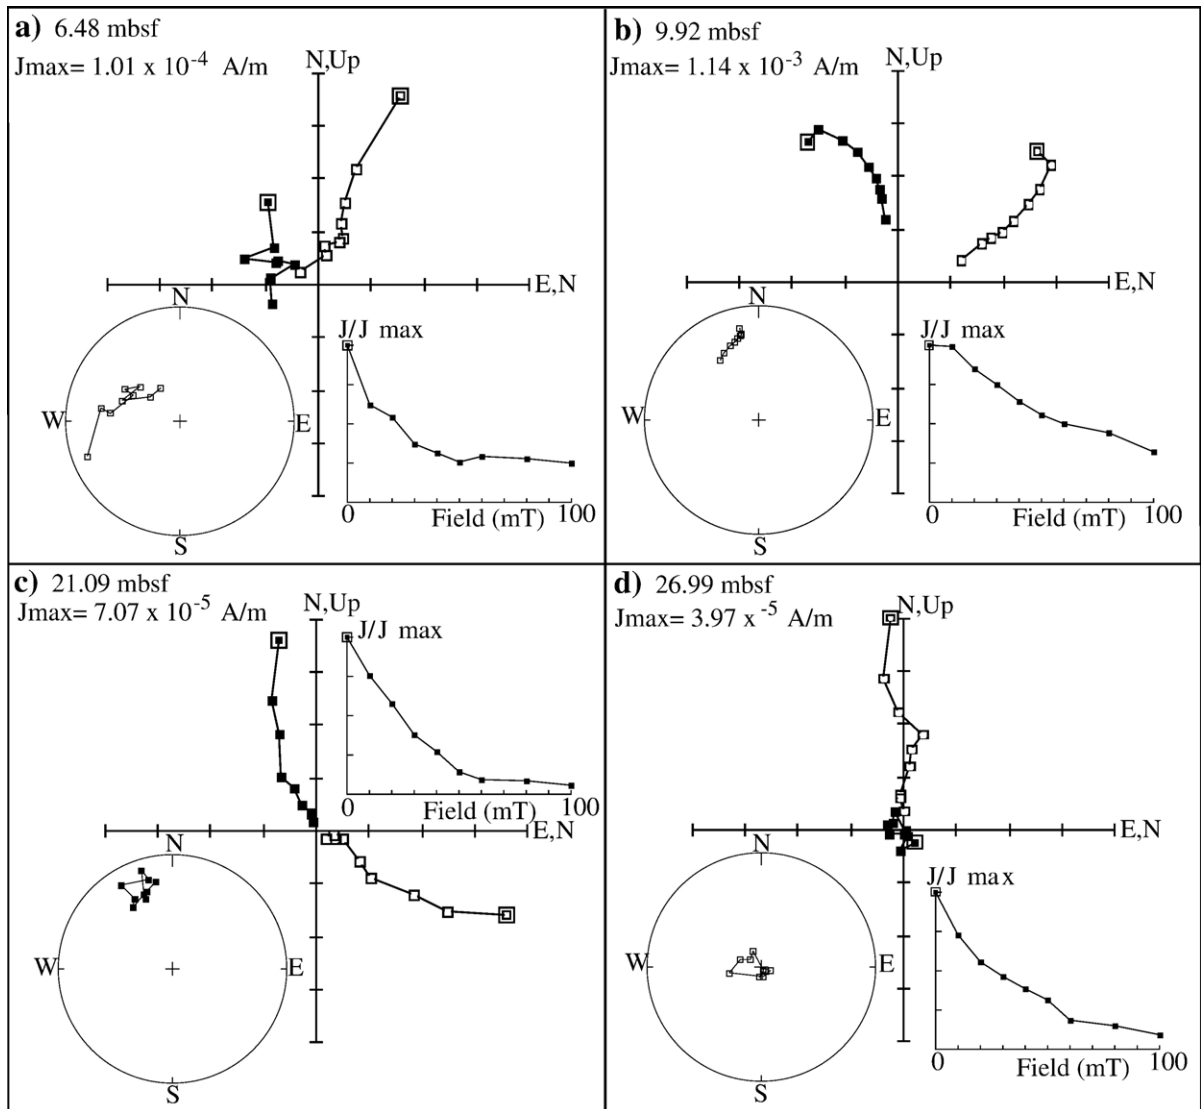 a) 6.48 mbsf
Jmax= 1.01 x 10-4 A/m
N,Up
E,N
N
W
E
S
J/J max
0
Field (mT)
100
b) 9.92 mbsf
Jmax= 1.14 x 10-3 A/m
N,Up
E,N
N
W
E
S
J/J max
0
Field (mT)
100
c) 21.09 mbsf
Jmax= 7.07 x 10-5 A/m
N,Up
J/J max
0
Field (mT)
100
E,N
N
W
E
S
d) 26.99 mbsf
Jmax= 3.97 x -5 A/m
N,Up
E,N
N
W
E
S
J/J max
0
Field (mT)
100